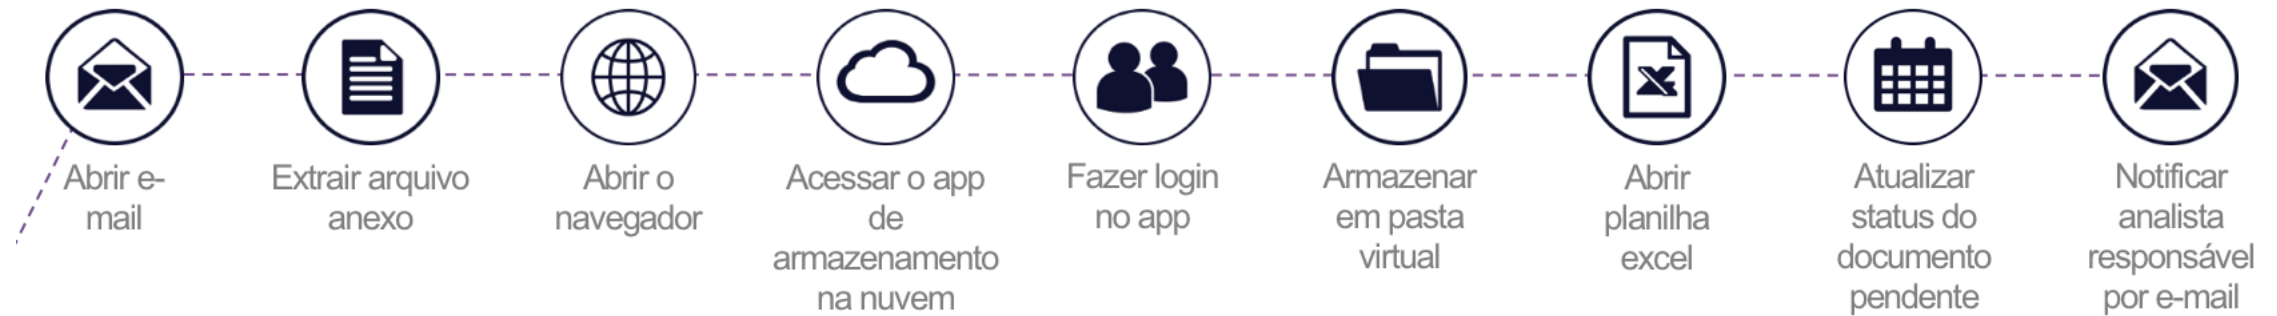 Abrir e-
mail
Extrair arquivo
anexo
Abrir o
navegador
Acessar o app
de
armazenamento
na nuvem
Fazer login
no app
Armazenar
em pasta
virtual
Abrir
planilha
excel
Atualizar
status do
documento
pendente
Notificar
analista
responsável
por e-mail